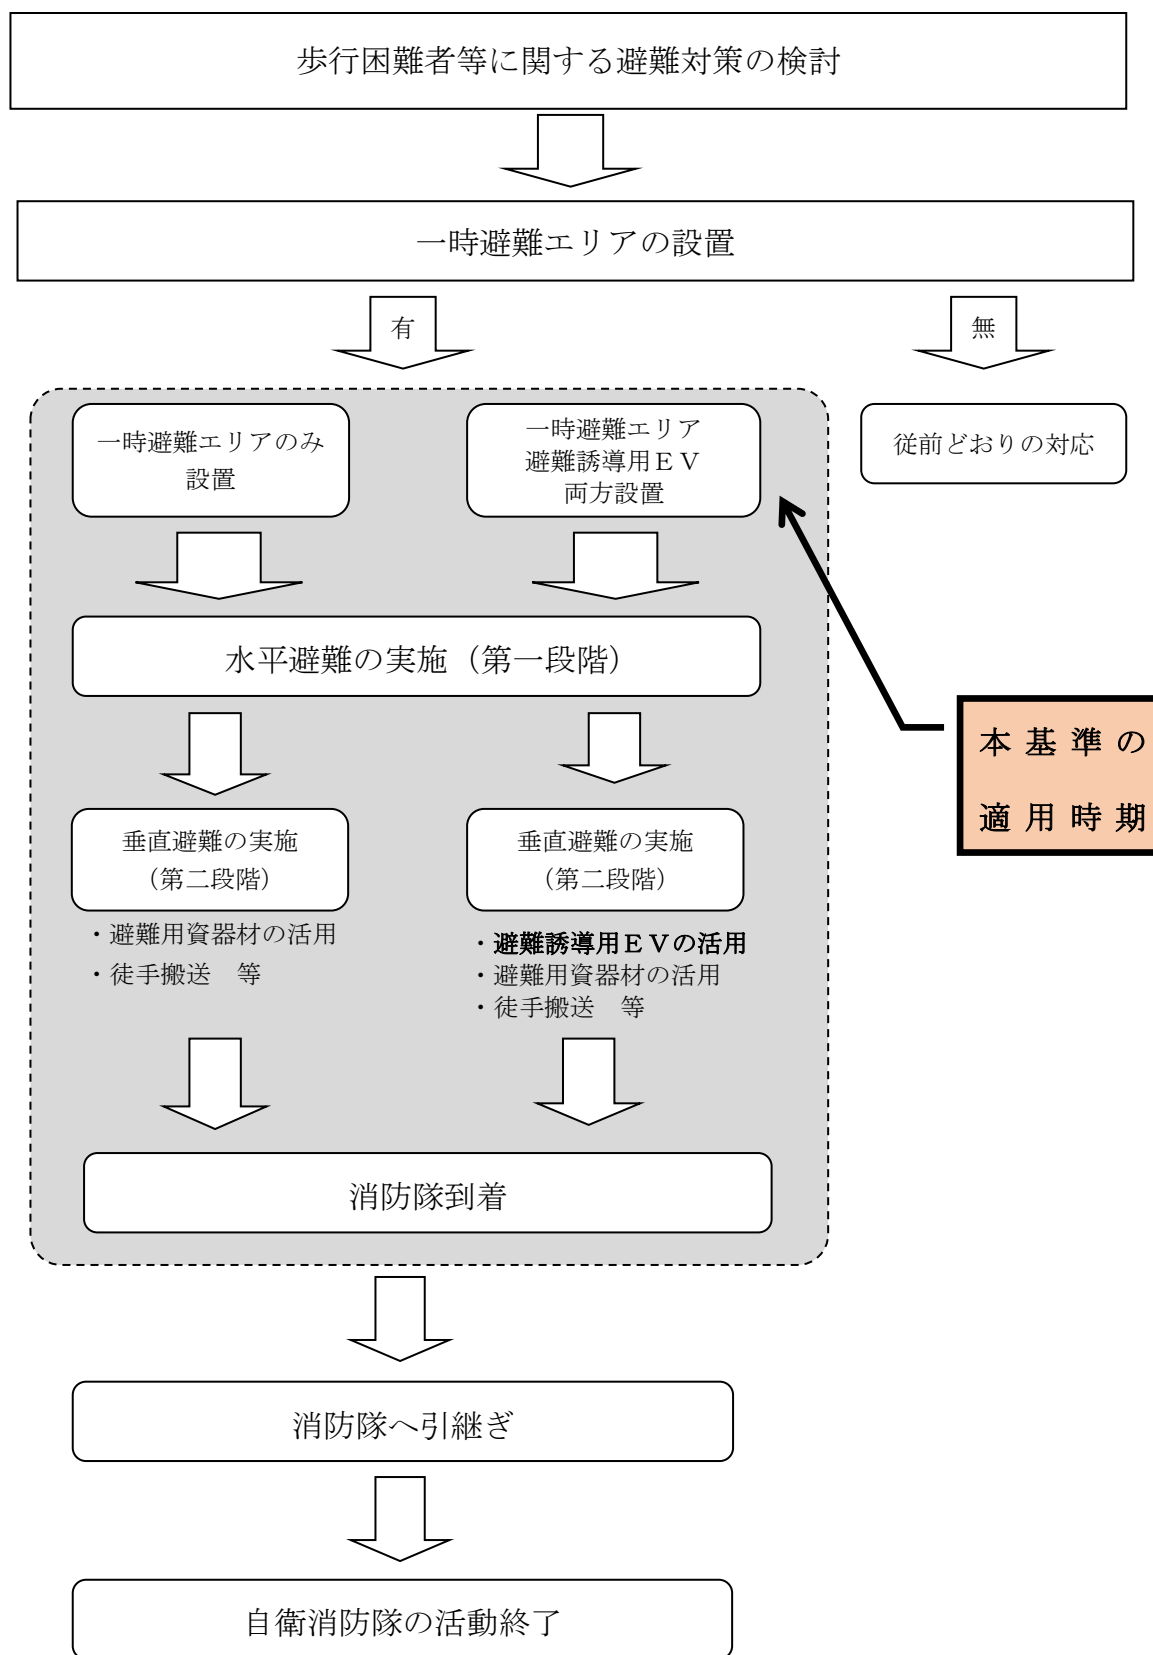 歩行困難者等に関する避難対策の検討
一時避難エリアの設置
有
無
一時避難エリアのみ
設置
一時避難エリア
避難誘導用ＥＶ
両方設置
従前どおりの対応
水平避難の実施（第一段階）
本基準の
適用時期
垂直避難の実施
（第二段階）
・避難用資器材の活用
・徒手搬送　等
垂直避難の実施
（第二段階）
・避難誘導用ＥＶの活用
・避難用資器材の活用
・徒手搬送　等
消防隊到着
消防隊へ引継ぎ
自衛消防隊の活動終了